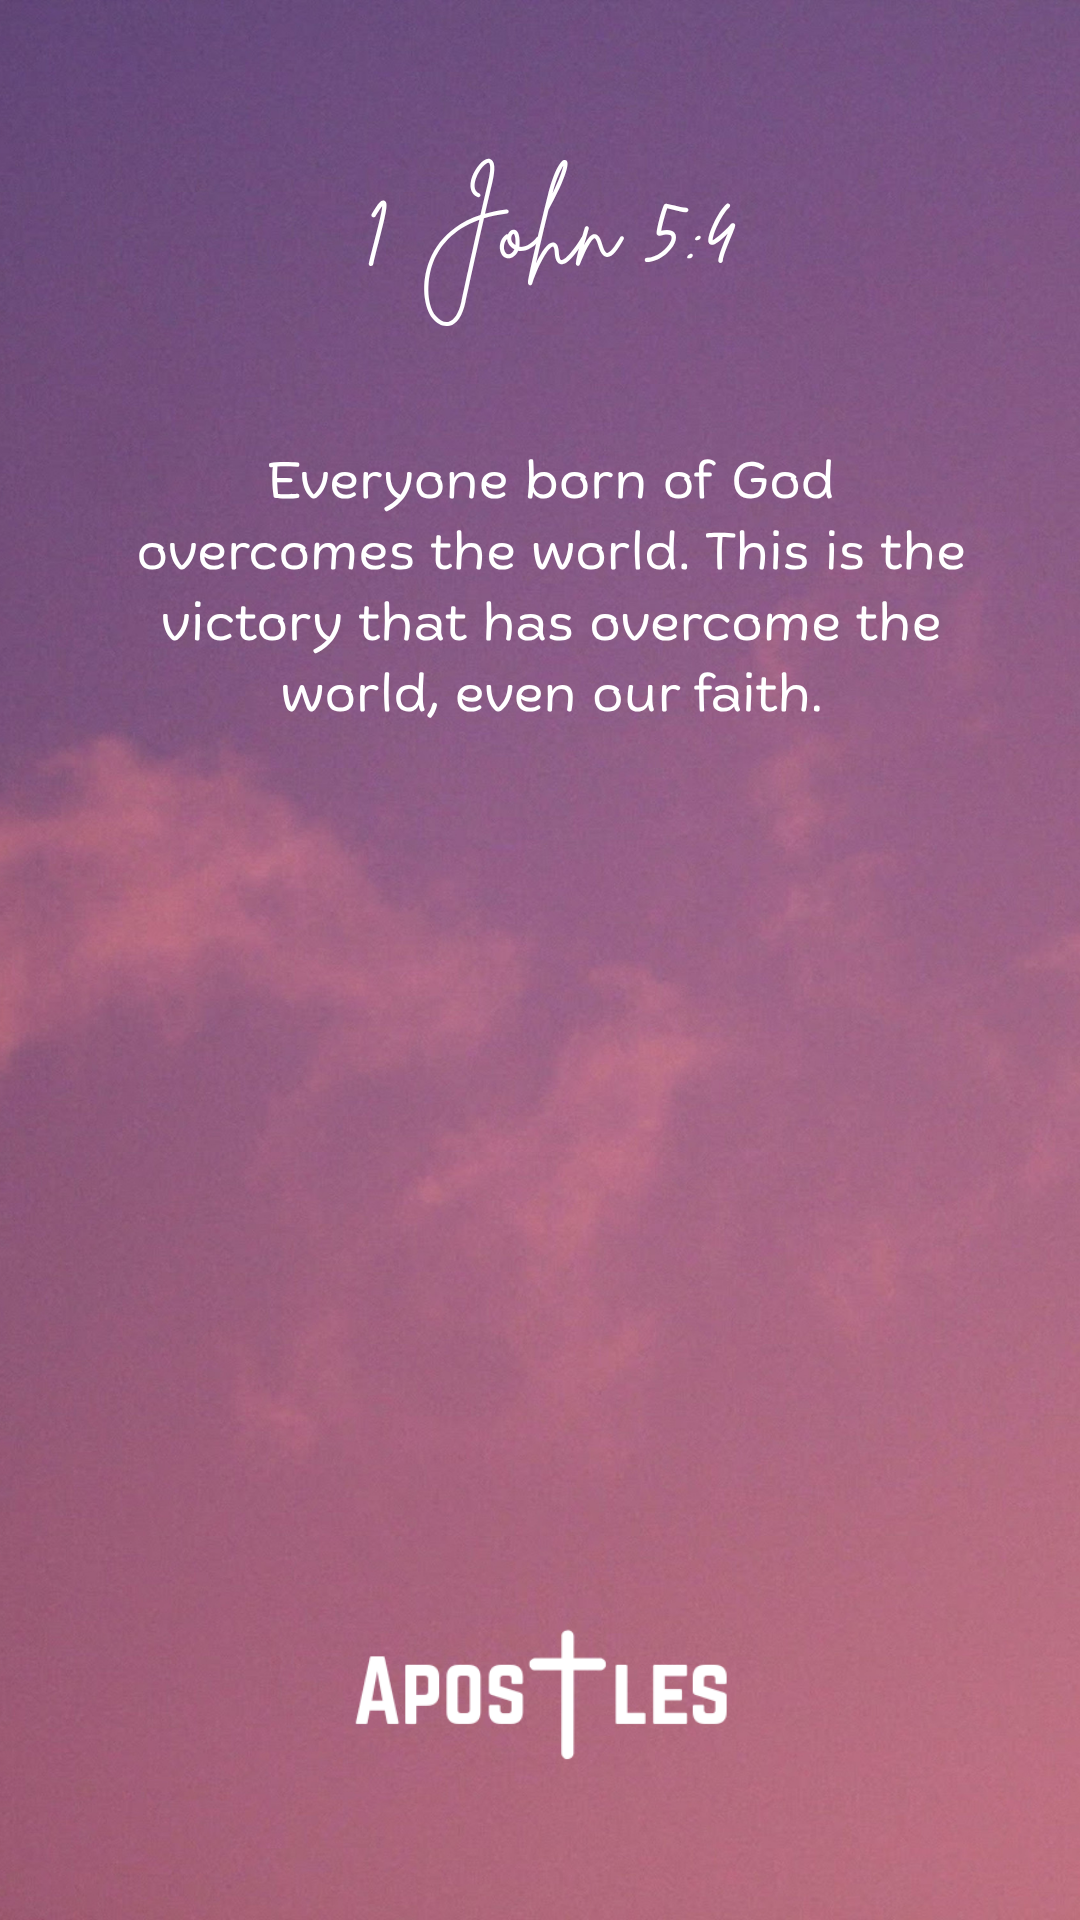 1 John 5:4
Everyone born of God
overcomes the world. This is the
victory that has overcome the
world, even our faith.
APOSTLES